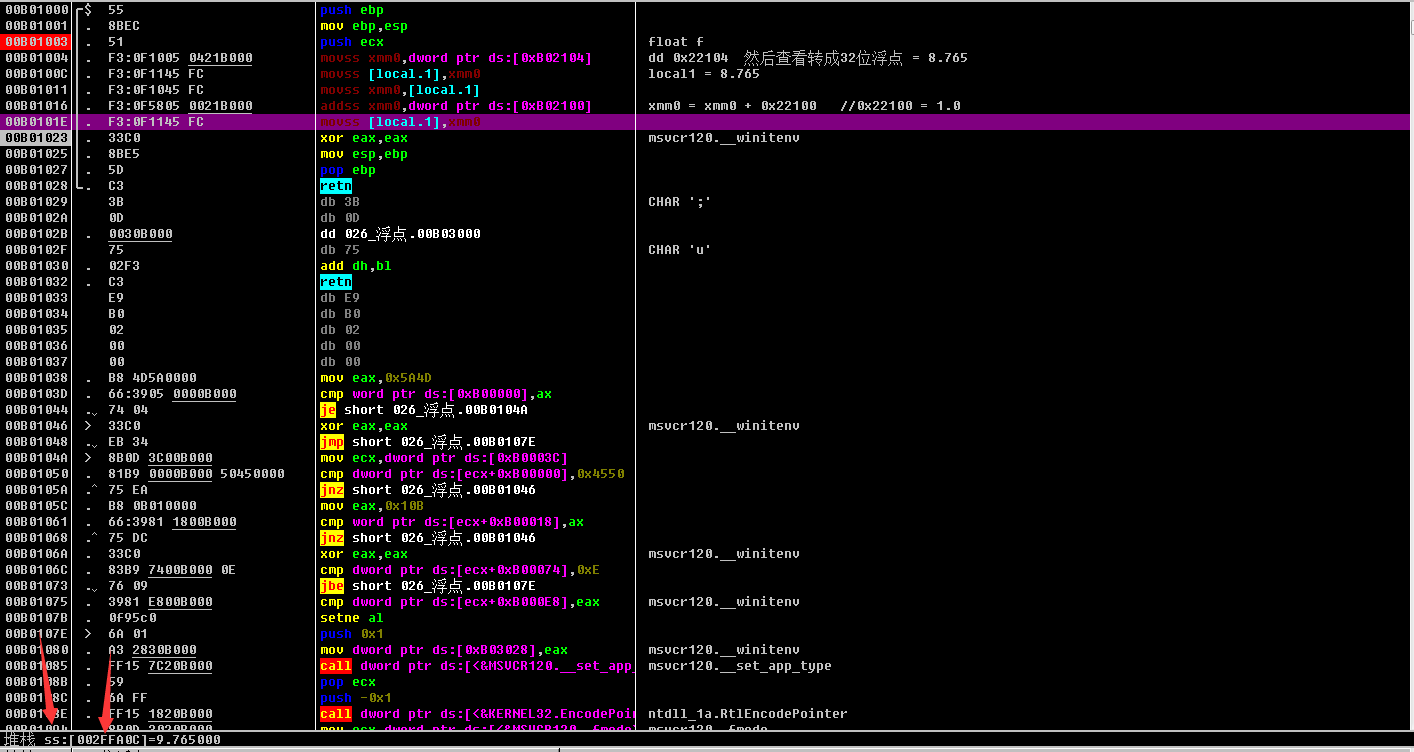 00B01000 $ 55 push ebp
00B01001 . 8BEC mov ebp,esp
00B01003 . 51 push ecx float f
00B01004 . F3:0F1005 0421B000 movss xmm0,dword ptr ds:[0xB02104] dd 0x22104 然后查看转成32位浮点 = 8.765
00B0100C . F3:0F1145 FC movss [local.1],xmm0 local1 = 8.765
00B01011 . F3:0F1045 FC movss xmm0,[local.1]
00B01016 . F3:0F5805 0021B000 addss xmm0,dword ptr ds:[0xB02100] xmm0 = xmm0 + 0x22100 //0x22100 = 1.0
00B0101E . F3:0F1145 FC movss [local.1],xmm0
00B01023 . 33C0 xor eax,eax msvcr120.__winitenv
00B01025 . 8BE5 mov esp,ebp
00B01027 . 5D pop ebp
00B01028 . C3 retn
00B01029 3B db 3B CHAR ';'
00B0102A 0D db 0D
00B0102B . 0030B000 dd 026_浮点.00B03000
00B0102F 75 db 75 CHAR 'u'
00B01030 . 02F3 add dh,bl
00B01032 . C3 retn
00B01033 E9 db E9
00B01034 B0 db B0
00B01035 02 db 02
00B01036 00 db 00
00B01037 00 db 00
00B01038 . B8 4D5A0000 mov eax,0x5A4D
00B0103D . 66:3905 0000B000 cmp word ptr ds:[0xB00000],ax
00B01044 . 74 04 je short 026_浮点.00B0104A
00B01046 > 33C0 xor eax,eax msvcr120.__winitenv
00B01048 . EB 34 jmp short 026_浮点.00B0107E
00B0104A > 8B0D 3C00B000 mov ecx,dword ptr ds:[0xB0003C]
00B01050 . 81B9 0000B000 50450000 cmp dword ptr ds:[ecx+0xB00000],0x4550
00B0105A .^ 75 EA jnz short 026_浮点.00B01046
00B0105C . B8 0B010000 mov eax,0x10B
00B01061 . 66:3981 1800B000 cmp word ptr ds:[ecx+0xB00018],ax
00B01068 .^ 75 DC jnz short 026_浮点.00B01046
00B0106A . 33C0 xor eax,eax msvcr120.__winitenv
00B0106C . 83B9 7400B000 0E cmp dword ptr ds:[ecx+0xB00074],0xE
00B01073 . 76 09 jbe short 026_浮点.00B0107E
00B01075 . 3981 E800B000 cmp dword ptr ds:[ecx+0xB000E8],eax msvcr120.__winitenv
00B0107B . 0f95c0 setne al
00B0107E > 6A 01 push 0x1
00B01080 . A3 2830B000 mov dword ptr ds:[0xB03028],eax msvcr120.__winitenv
00B01085 . FF15 7C20B000 call dword ptr ds:[<&MSVCR120.__set_app_ msvcr120.__set_app_type
00B0108B . 59 pop ecx
00B0108C . 6A FF push -0x1
00B0108E . FF15 1820B000 call dword ptr ds:[<&KERNEL32.EncodePoi ntdll_1a.RtlEncodePointer
堆栈 ss:[002FFA0C]=9.765000